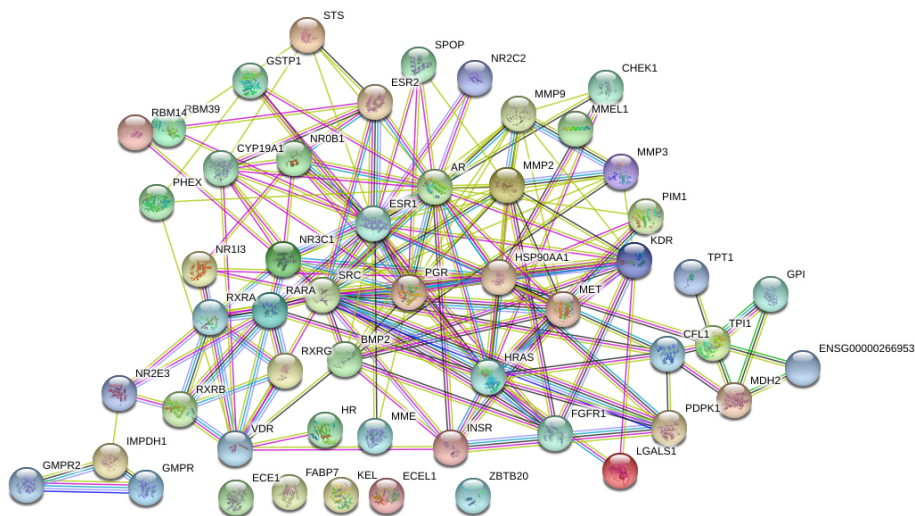 STS
SPOP
GSTP1
NR2C2
ESR2
CHEK1
MMP9
RBM14
RBM39
MMEL1
CYP19A1
NR0B1
AR
MMP2
MMP3
PHEX
ESR1
PIM1
NR1I3
NR3C1
KDR
SRC
PGR
HSP90AA1
TPT1
RXRA
RARA
MET
GPI
BMP2
CFL1
TPI1
RXRG
HRAS
ENSG00000266953
NR2E3
RXRB
MDH2
PDPK1
HR
MME
FGFR1
VDR
INSR
IMPDH1
LGALS1
GMPR2
GMPR
ECE1
FABP7
KEL
ECEL1
ZBTB20